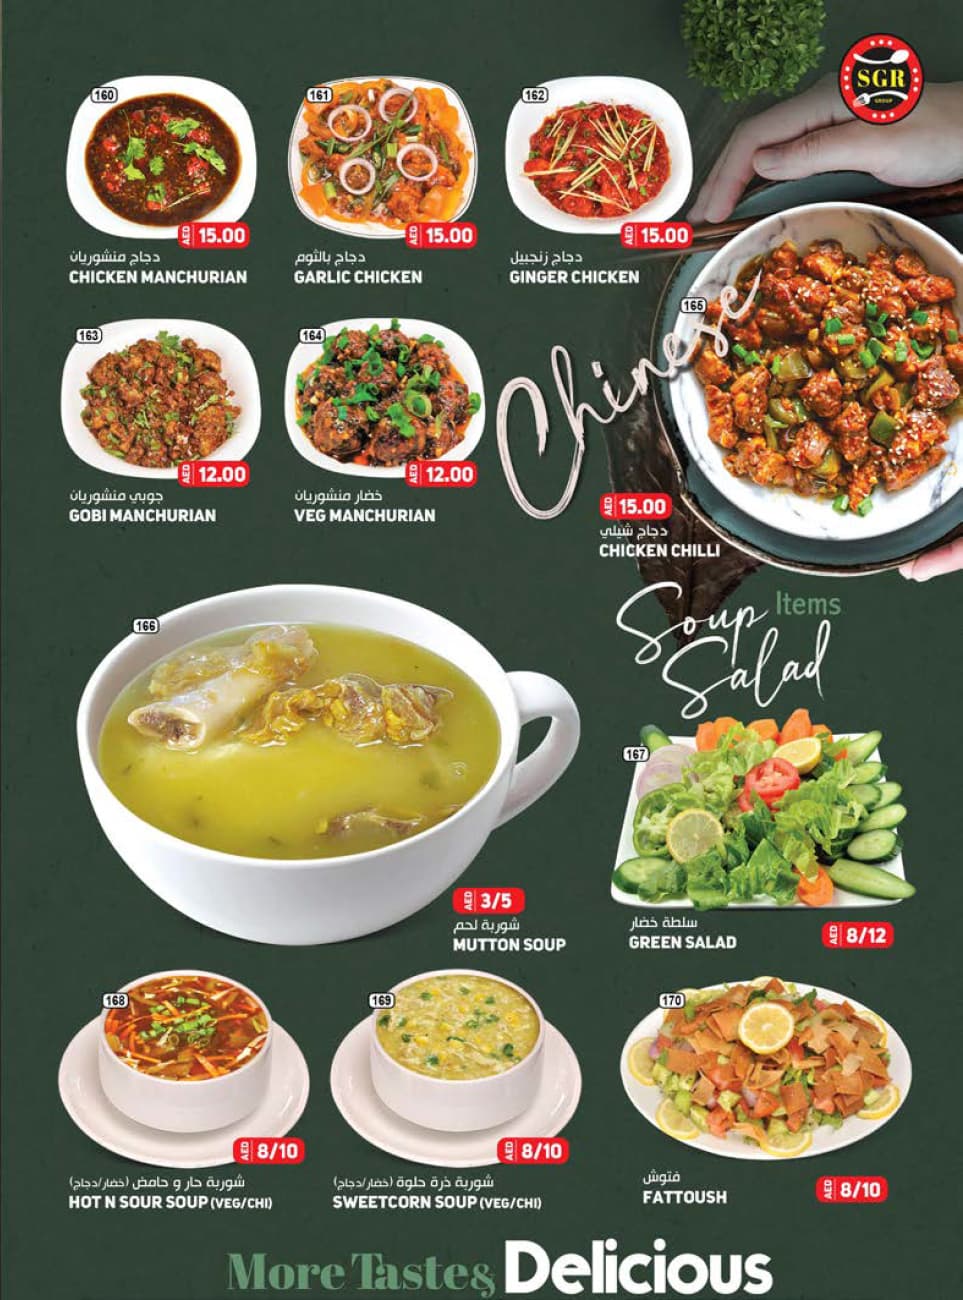 SGR
GROUP
160
AED 15.00
دجاج منشوريان
CHICKEN MANCHURIAN
161
AED 15.00
دجاج بالثوم
GARLIC CHICKEN
162
AED 15.00
دجاج زنجبيل
GINGER CHICKEN
163
AED 12.00
جوبي منشوريان
GOBI MANCHURIAN
164
AED 12.00
خضار منشوريان
VEG MANCHURIAN
Chinese
165
AED 15.00
دجاج شيلي
CHICKEN CHILLI
Soup Items
Salad
166
AED 3/5
شوربة لحم
MUTTON SOUP
167
سلطة خضار
GREEN SALAD
AED 8/12
168
AED 8/10
شوربة حار و حامض (خضار/دجاج)
HOT N SOUR SOUP (VEG/CHI)
169
AED 8/10
شوربة ذرة حلوة (خضار/دجاج)
SWEETCORN SOUP (VEG/CHI)
170
فتوش
FATTOUSH
AED 8/10
More Taste & Delicious